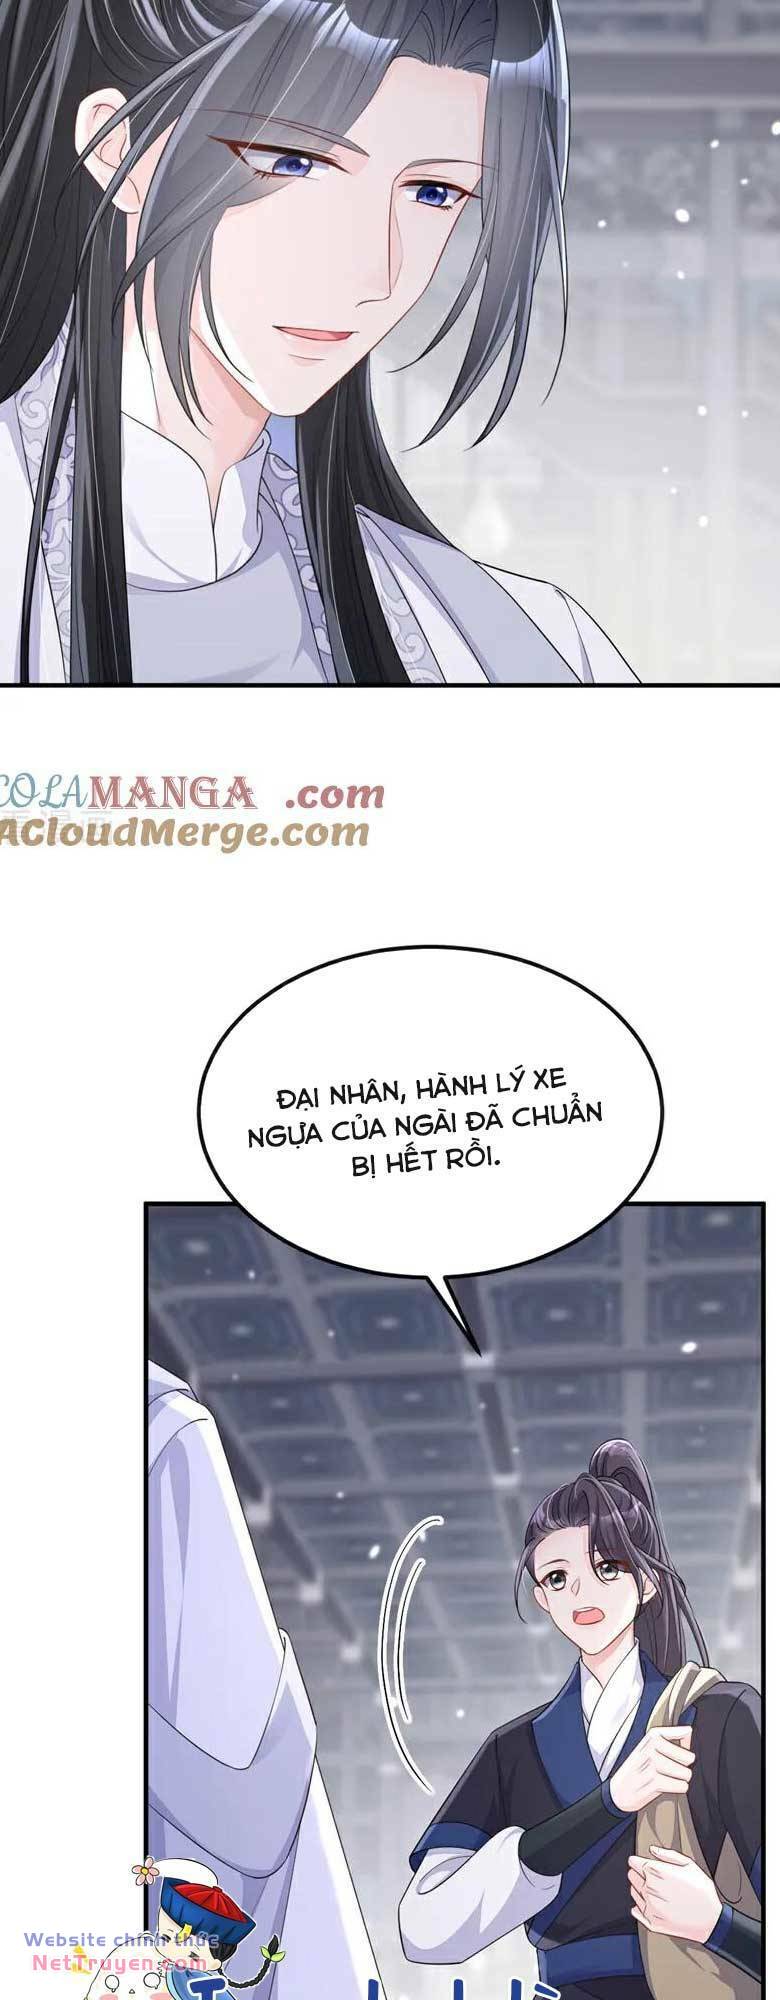 COLAMANGA .com
ACloudMerge.com
ĐẠI NHÂN, HÀNH LÝ XE
NGỰA CỦA NGÀI ĐÃ CHUẨN
BỊ HẾT RỒI.
Website chính thức
NetTruyen.com